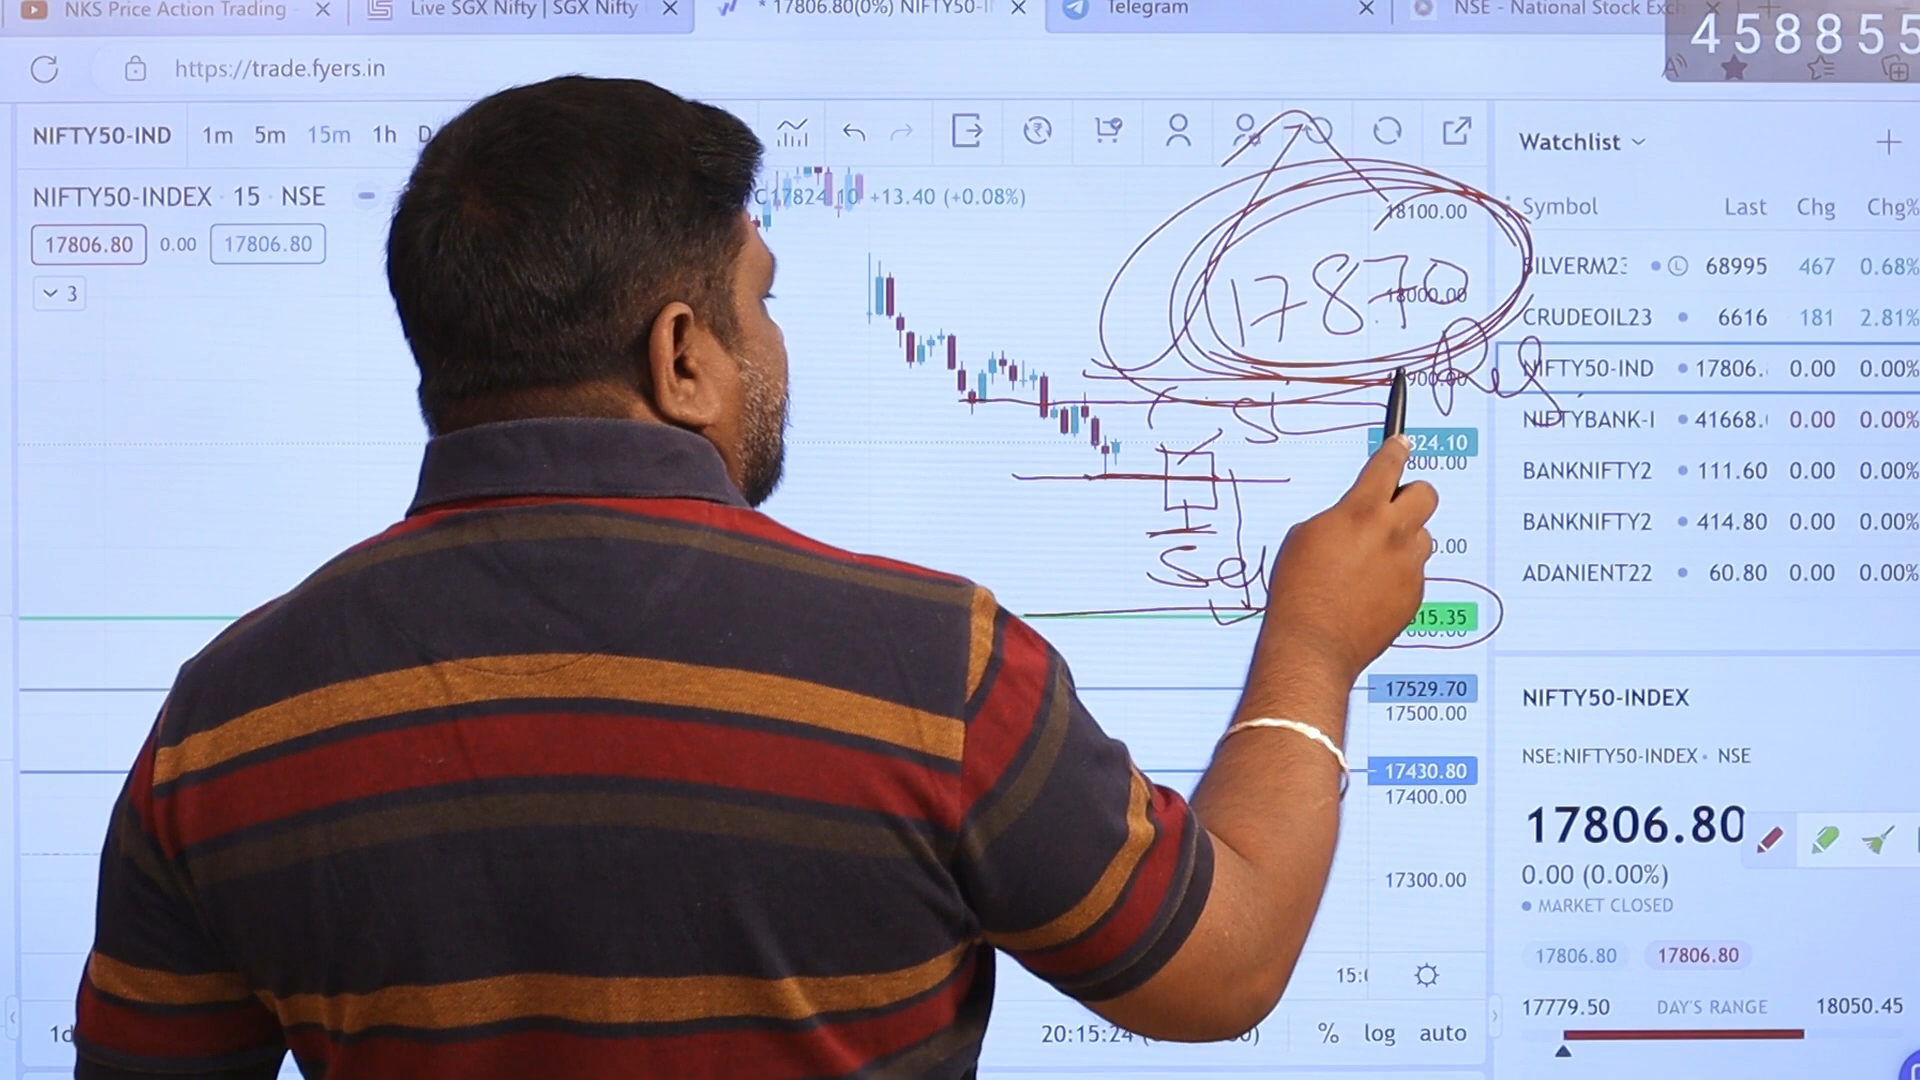 NKS Price Action Trading
Live SGX Nifty | SGX Nifty
* 17806.80(0%) NIFTY50-I
Telegram
NSE - National Stock Exch
458855
https://trade.fyers.in
NIFTY50-IND 1m 5m 15m 1h D
Watchlist
NIFTY50-INDEX · 15 · NSE
C17824.10 +13.40 (+0.08%)
17806.80 0.00 17806.80
3
17870
SL
Sell
18100.00
18000.00
824.10
800.00
17529.70
17500.00
17430.80
17400.00
17300.00
Symbol Last Chg Chg%
SILVERM23 L 68995 467 0.68%
CRUDEOIL23 6616 181 2.81%
NIFTY50-IND 17806. 0.00 0.00%
NIFTYBANK-I 41668. 0.00 0.00%
BANKNIFTY2 111.60 0.00 0.00%
BANKNIFTY2 414.80 0.00 0.00%
ADANIENT22 60.80 0.00 0.00%
NIFTY50-INDEX
NSE:NIFTY50-INDEX · NSE
17806.80
0.00 (0.00%)
MARKET CLOSED
17806.80 17806.80
17779.50 DAY'S RANGE 18050.45
15:
1d
20:15:24
% log auto